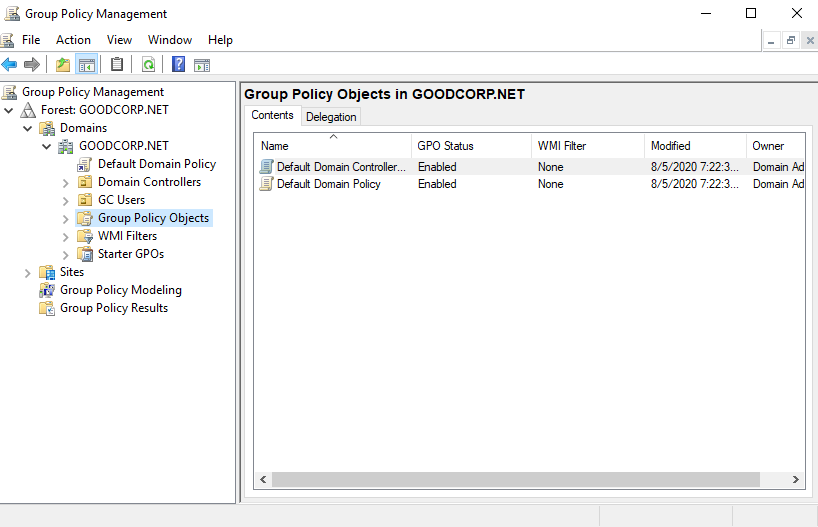 Group Policy Management
File Action View Window Help
Group Policy Management
Forest: GOODCORP.NET
Domains
GOODCORP.NET
Default Domain Policy
Domain Controllers
GC Users
Group Policy Objects
WMI Filters
Starter GPOs
Sites
Group Policy Modeling
Group Policy Results
Group Policy Objects in GOODCORP.NET
Contents Delegation
Name GPO Status WMI Filter Modified Owner
Default Domain Controller... Enabled None 8/5/2020 7:22:3... Domain Ad
Default Domain Policy Enabled None 8/5/2020 7:22:3... Domain Ad